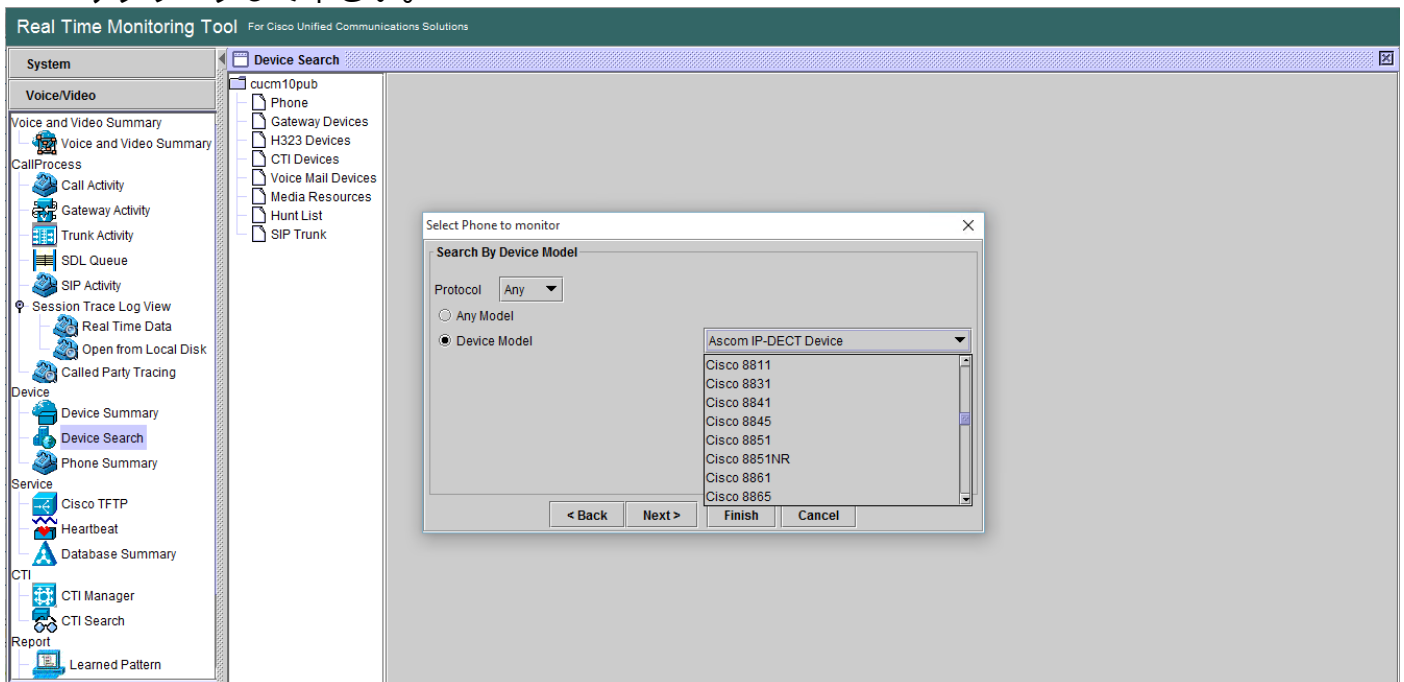 Real Time Monitoring Tool For Cisco Unified Communications Solutions
System
Voice/Video
Voice and Video Summary
Voice and Video Summary
CallProcess
Call Activity
Gateway Activity
Trunk Activity
SDL Queue
SIP Activity
Session Trace Log View
Real Time Data
Open from Local Disk
Called Party Tracing
Device
Device Summary
Device Search
Phone Summary
Service
Cisco TFTP
Heartbeat
Database Summary
CTI
CTI Manager
CTI Search
Report
Learned Pattern
Device Search
cucm10pub
Phone
Gateway Devices
H323 Devices
CTI Devices
Voice Mail Devices
Media Resources
Hunt List
SIP Trunk
Select Phone to monitor
Search By Device Model
Protocol Any
Any Model
Device Model Ascom IP-DECT Device
Cisco 8811
Cisco 8831
Cisco 8841
Cisco 8845
Cisco 8851
Cisco 8851NR
Cisco 8861
Cisco 8865
< Back Next > Finish Cancel